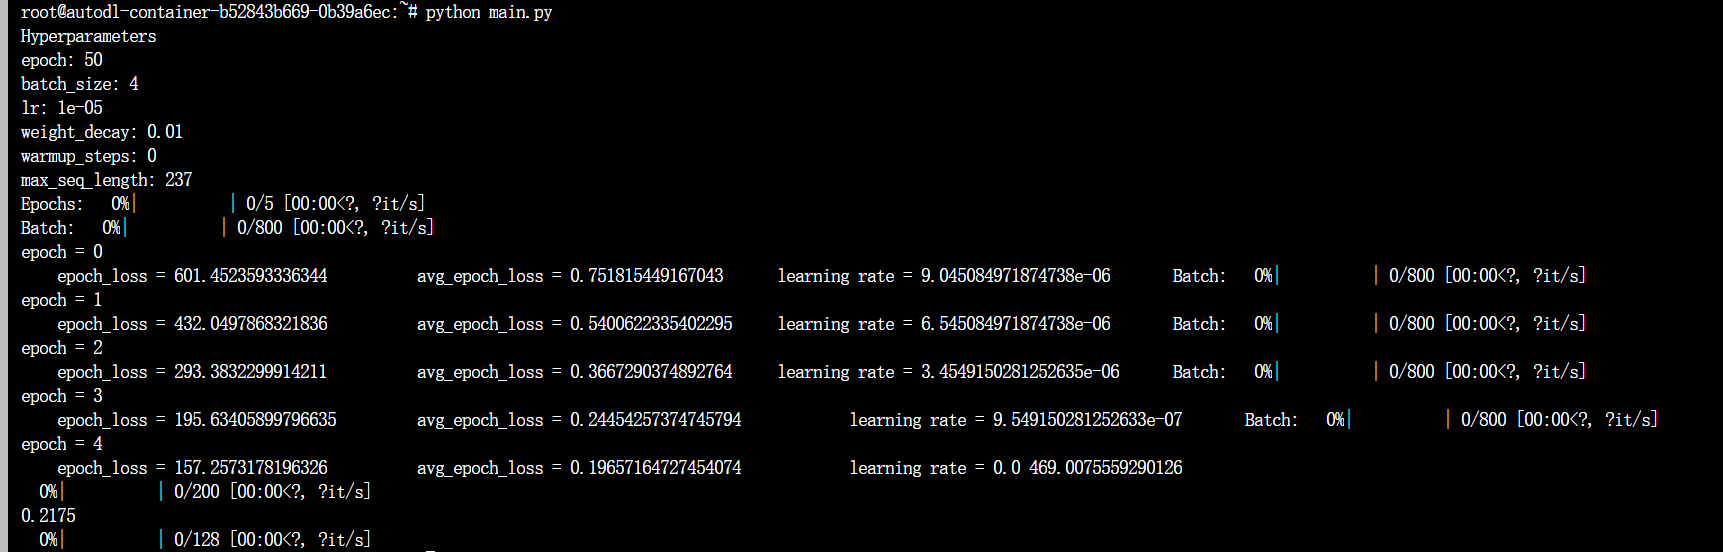 root@autodl-container-b52843b669-0b39a6ec:~# python main.py
Hyperparameters
epoch: 50
batch_size: 4
lr: 1e-05
weight_decay: 0.01
warmup_steps: 0
max_seq_length: 237
Epochs:   0%|          | 0/5 [00:00<?, ?it/s]
Batch:   0%|          | 0/800 [00:00<?, ?it/s]
epoch = 0
    epoch_loss = 601.4523593336344          avg_epoch_loss = 0.751815449167043      learning rate = 9.045084971874738e-06       Batch:   0%|          | 0/800 [00:00<?, ?it/s]
epoch = 1
    epoch_loss = 432.0497868321836          avg_epoch_loss = 0.5400622335402295     learning rate = 6.545084971874738e-06       Batch:   0%|          | 0/800 [00:00<?, ?it/s]
epoch = 2
    epoch_loss = 293.3832299914211          avg_epoch_loss = 0.3667290374892764     learning rate = 3.4549150281252635e-06      Batch:   0%|          | 0/800 [00:00<?, ?it/s]
epoch = 3
    epoch_loss = 195.63405899796635         avg_epoch_loss = 0.24454257374745794            learning rate = 9.549150281252633e-07       Batch:   0%|          | 0/800 [00:00<?, ?it/s]
epoch = 4
    epoch_loss = 157.2573178196326          avg_epoch_loss = 0.19657164727454074            learning rate = 0.0 469.0075559290126
  0%|          | 0/200 [00:00<?, ?it/s]
0.2175
  0%|          | 0/128 [00:00<?, ?it/s]